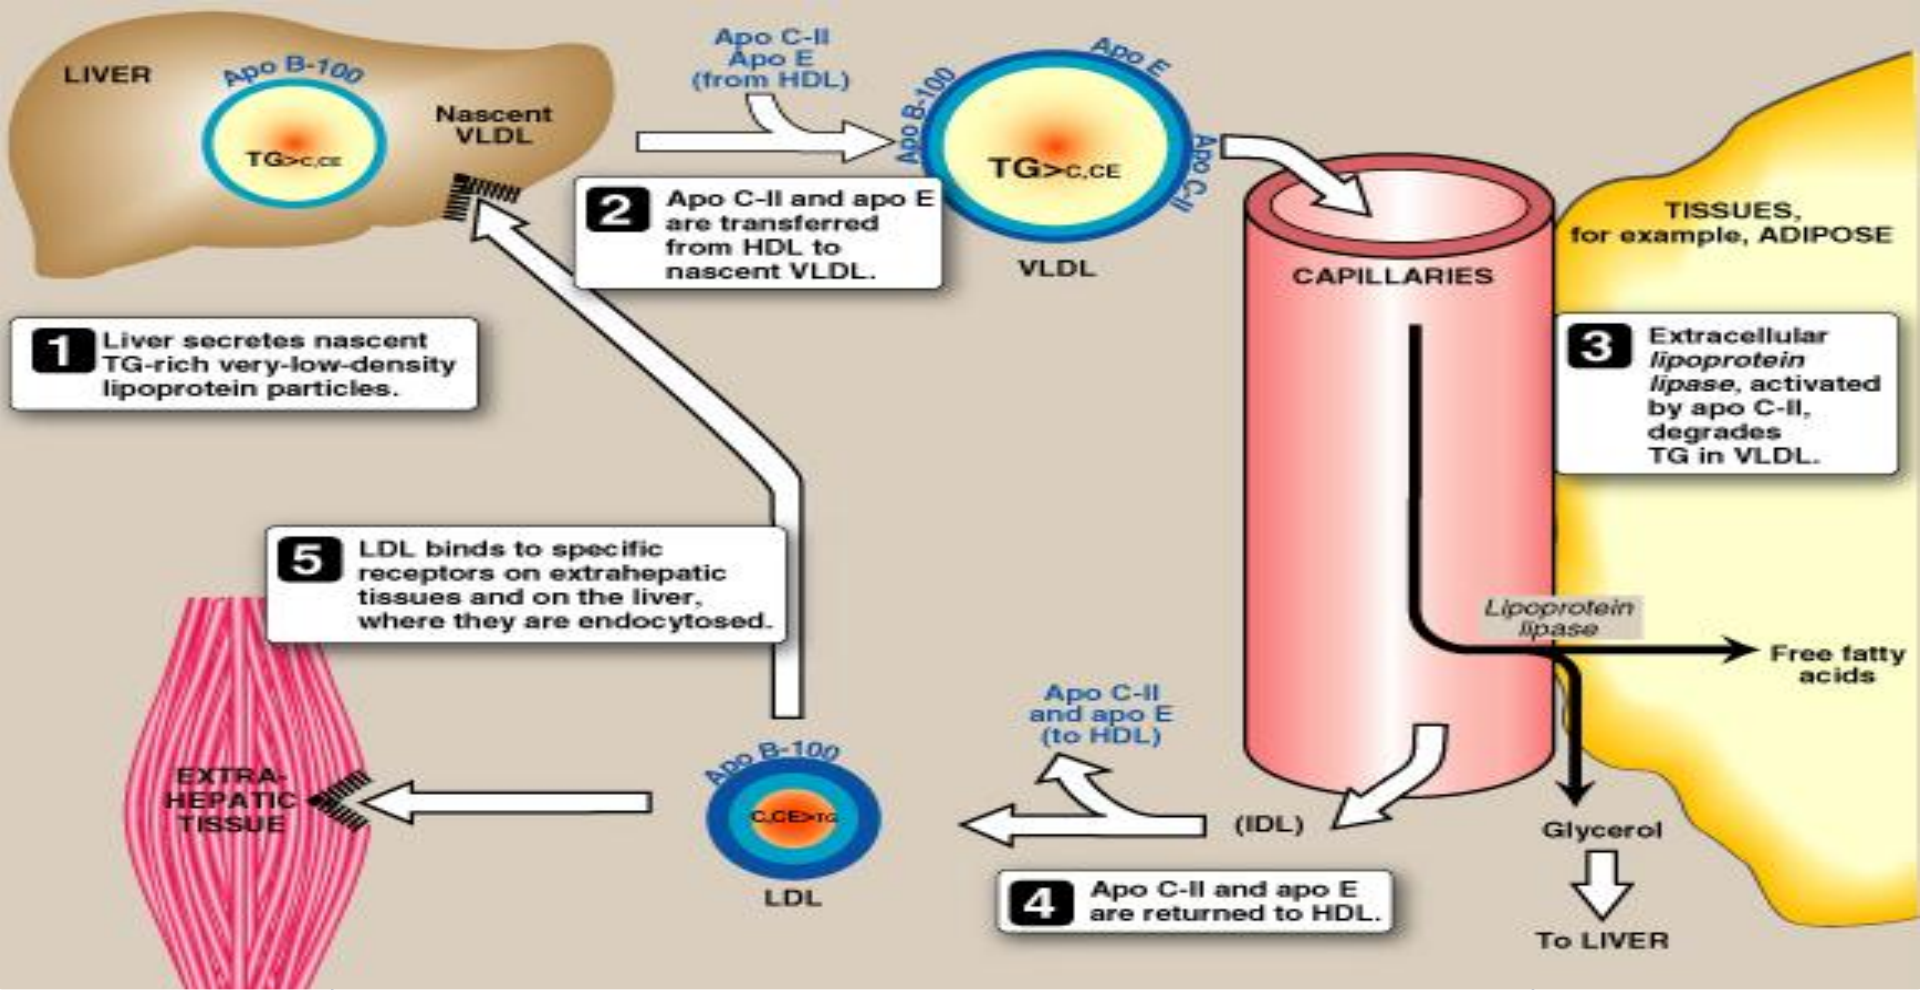 LIVER
Apo B-100
TG>C,CE
Nascent
VLDL
Apo C-II
Apo E
(from HDL)
Apo B-100
Apo E
Apo C-II
TG>C,CE
VLDL
2
Apo C-II and apo E
are transferred
from HDL to
nascent VLDL.
CAPILLARIES
TISSUES,
for example, ADIPOSE
1
Liver secretes nascent
TG-rich very-low-density
lipoprotein particles.
3
Extracellular
lipoprotein
lipase, activated
by apo C-II,
degrades
TG in VLDL.
5
LDL binds to specific
receptors on extrahepatic
tissues and on the liver,
where they are endocytosed.
Lipoprotein
lipase
Free fatty
acids
Apo C-II
and apo E
(to HDL)
Apo B-100
C,CE>TG
LDL
EXTRA-
HEPATIC
TISSUE
(IDL)
Glycerol
To LIVER
4
Apo C-II and apo E
are returned to HDL.